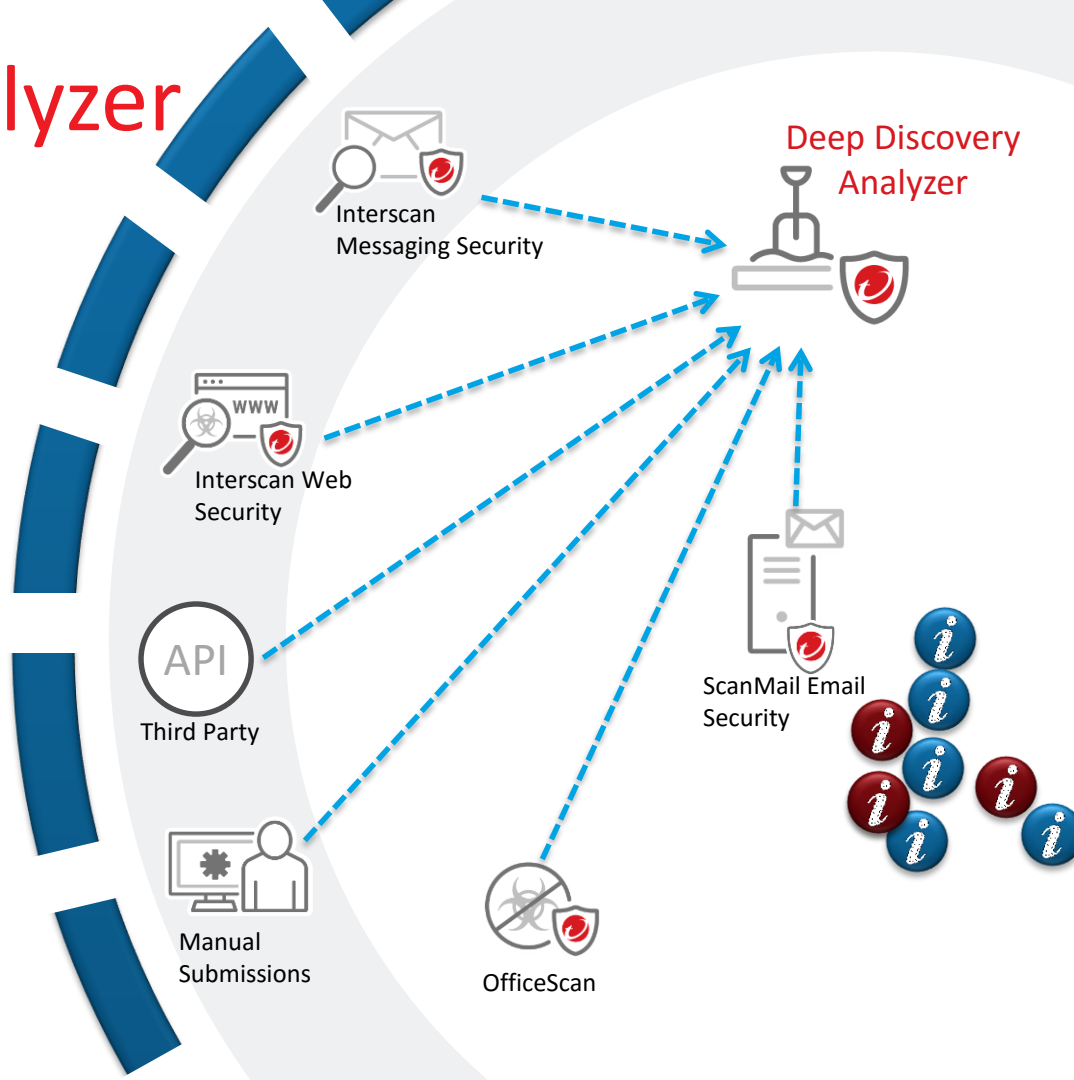 lyzer
Deep Discovery
Analyzer
Interscan
Messaging Security
WWW
Interscan Web
Security
API
Third Party
ScanMail Email
Security
i
i
i
i
i
i
i
i
Manual
Submissions
OfficeScan